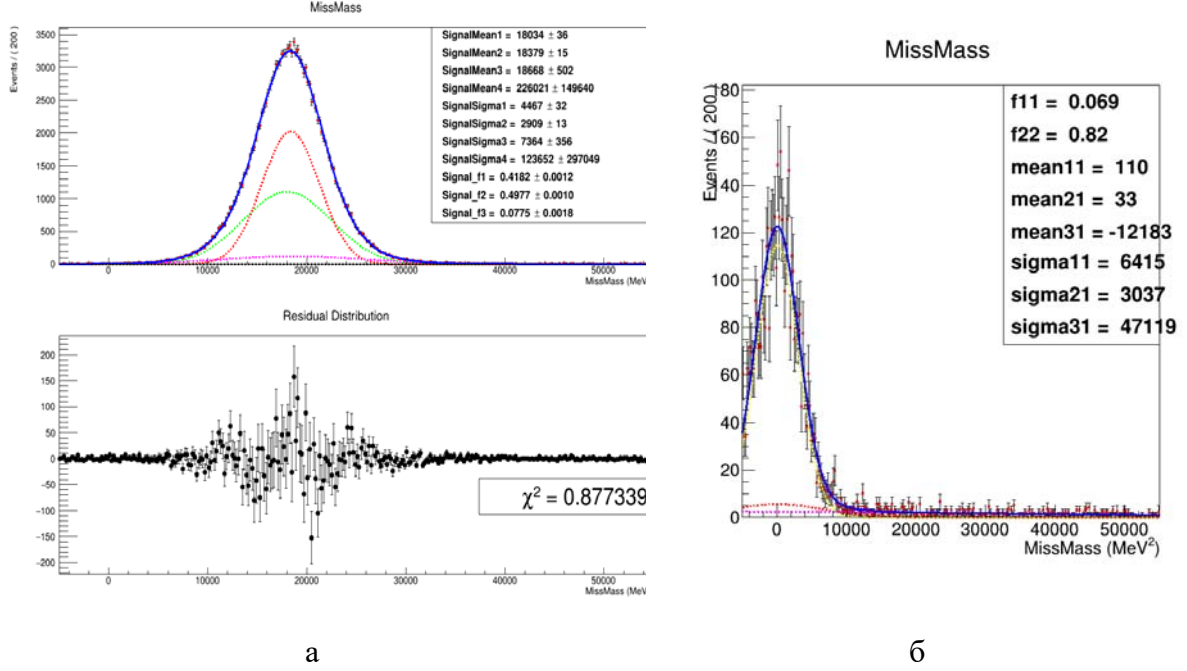 MissMass
Events / ( 200 )
3500
3000
2500
2000
1500
1000
500
0
SignalMean1 = 18034 ± 36
SignalMean2 = 18379 ± 15
SignalMean3 = 18668 ± 502
SignalMean4 = 226021 ± 149640
SignalSigma1 = 4467 ± 32
SignalSigma2 = 2909 ± 13
SignalSigma3 = 7364 ± 356
SignalSigma4 = 123652 ± 297049
Signal_f1 = 0.4182 ± 0.0012
Signal_f2 = 0.4977 ± 0.0010
Signal_f3 = 0.0775 ± 0.0018
0 10000 20000 30000 40000 50000
MissMass (MeV
Residual Distribution
200
150
100
50
0
-50
-100
-150
-200
χ² = 0.877339
0 10000 20000 30000 40000 50000
MissMass (MeV
а
MissMass
Events / ( 200 )
180
160
140
120
100
80
60
40
20
0
f11 = 0.069
f22 = 0.82
mean11 = 110
mean21 = 33
mean31 = -12183
sigma11 = 6415
sigma21 = 3037
sigma31 = 47119
0 10000 20000 30000 40000 50000
MissMass (MeV²)
б